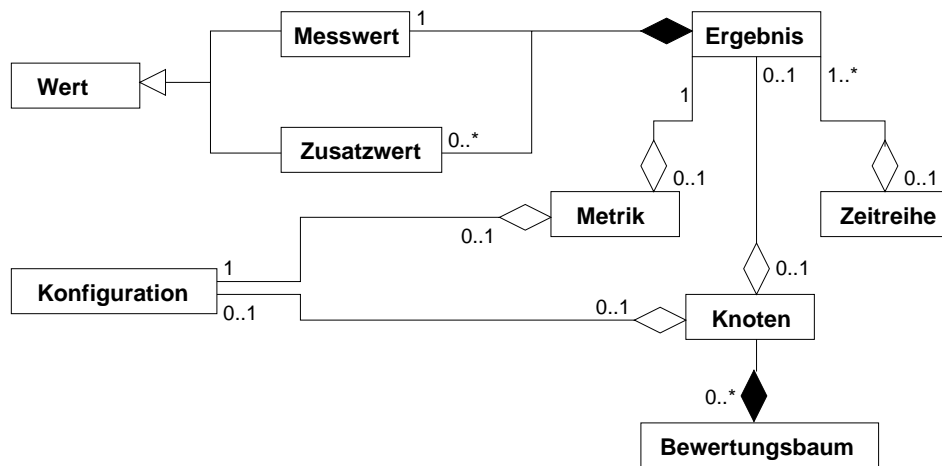 Messwert
1
Ergebnis
Wert
0..1
1..*
1
Zusatzwert
0..*
0..1
0..1
Metrik
Zeitreihe
0..1
1
0..1
Konfiguration
0..1
0..1
Knoten
0..*
Bewertungsbaum